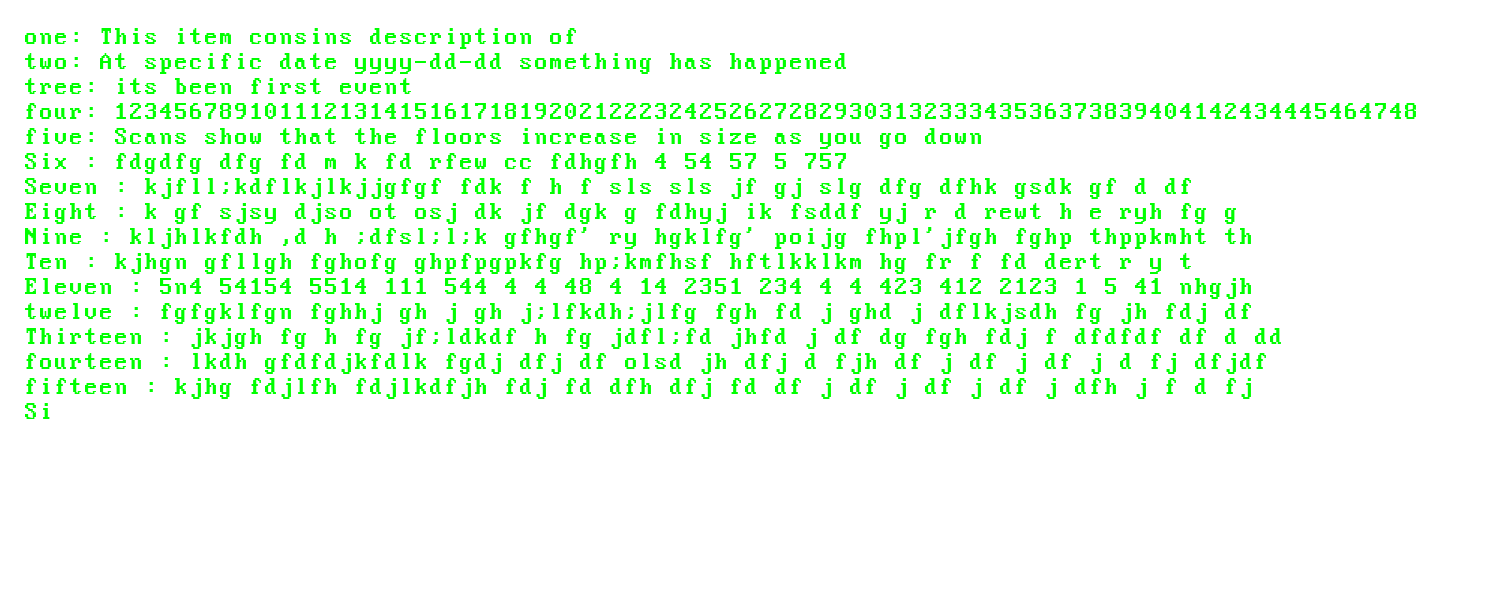 one: This item consins description of
two: At specific date yyyy-dd-dd something has happened
tree: its been first event
four: 123456789101112131415161718192021222324252627282930313233343536373839404142434445464748
five: Scans show that the floors increase in size as you go down
Six : fdgdfg dfg fd m k fd rfew cc fdhgfh 4 54 57 5 757
Seven : kjfll;kdflkjlkjjgfgf fdk f h f sls sls jf gj slg dfg dfhk gsdk gf d df
Eight : k gf sjsy djso ot osj dk jf dgk g fdhyj ik fsddf yj r d rewt h e ryh fg g
Nine : kljhlkfdh ,d h ;dfsl;l;k gfhgf' ry hgklfg' poijg fhpl'jfgh fghp thppkmht th
Ten : kjhgn gfllgh fghofg ghpfpgpkfg hp;kmfhsf hftlkklkm hg fr f fd dert r y t
Eleven : 5n4 54154 5514 111 544 4 4 48 4 14 2351 234 4 4 423 412 2123 1 5 41 nhgjh
twelve : fgfgklfgn fghhj gh j gh j;lfkdh;jlfg fgh fd j ghd j dflkjsdh fg jh fdj df
Thirteen : jkjgh fg h fg jf;ldkdf h fg jdfl;fd jhfd j df dg fgh fdj f dfdfdf df d dd
fourteen : lkdh gfdfdjkfdlk fgdj dfj df olsd jh dfj d fjh df j df j df j d fj dfjdf
fifteen : kjhg fdjlfh fdjlkdfjh fdj fd dfh dfj fd df j df j df j df j dfh j f d fj
Si